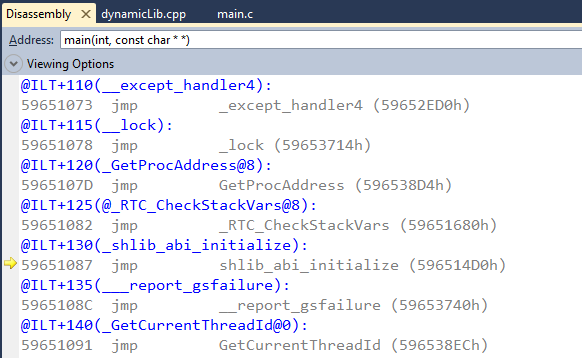 Disassembly × dynamicLib.cpp main.c
Address: main(int, const char * *)
Viewing Options
@ILT+110(__except_handler4):
59651073 jmp _except_handler4 (59652ED0h)
@ILT+115(__lock):
59651078 jmp _lock (59653714h)
@ILT+120(_GetProcAddress@8):
5965107D jmp GetProcAddress (596538D4h)
@ILT+125(@_RTC_CheckStackVars@8):
59651082 jmp _RTC_CheckStackVars (59651680h)
@ILT+130(_shlib_abi_initialize):
59651087 jmp shlib_abi_initialize (596514D0h)
@ILT+135(___report_gsfailure):
5965108C jmp __report_gsfailure (59653740h)
@ILT+140(_GetCurrentThreadId@0):
59651091 jmp GetCurrentThreadId (596538ECh)